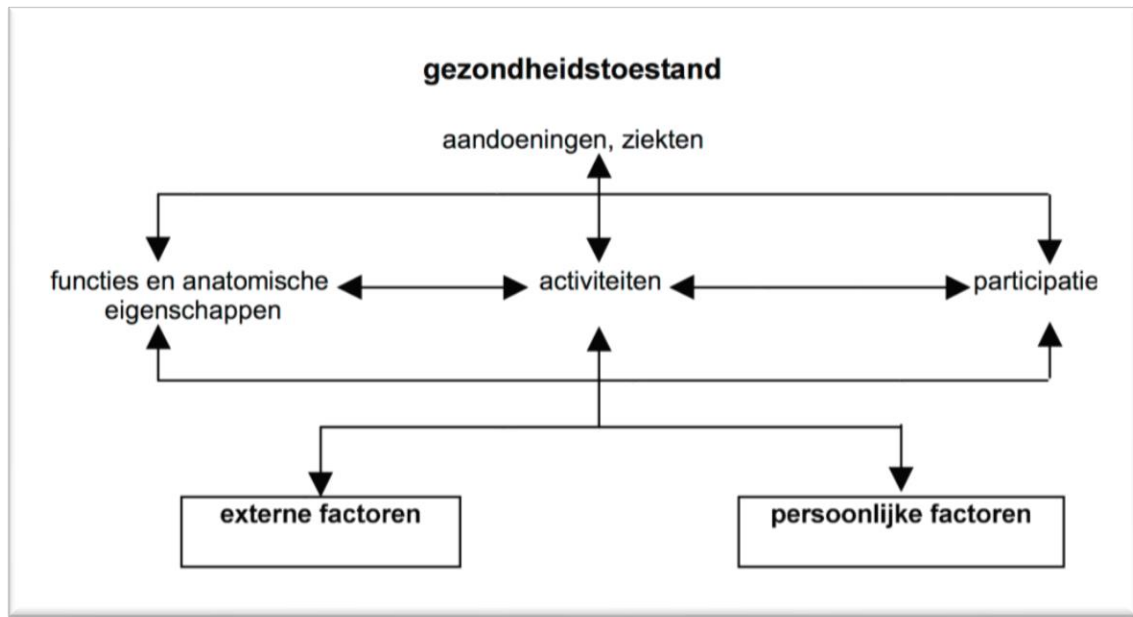 gezondheidstoestand
aandoeningen, ziekten
functies en anatomische
eigenschappen
activiteiten
participatie
externe factoren
persoonlijke factoren